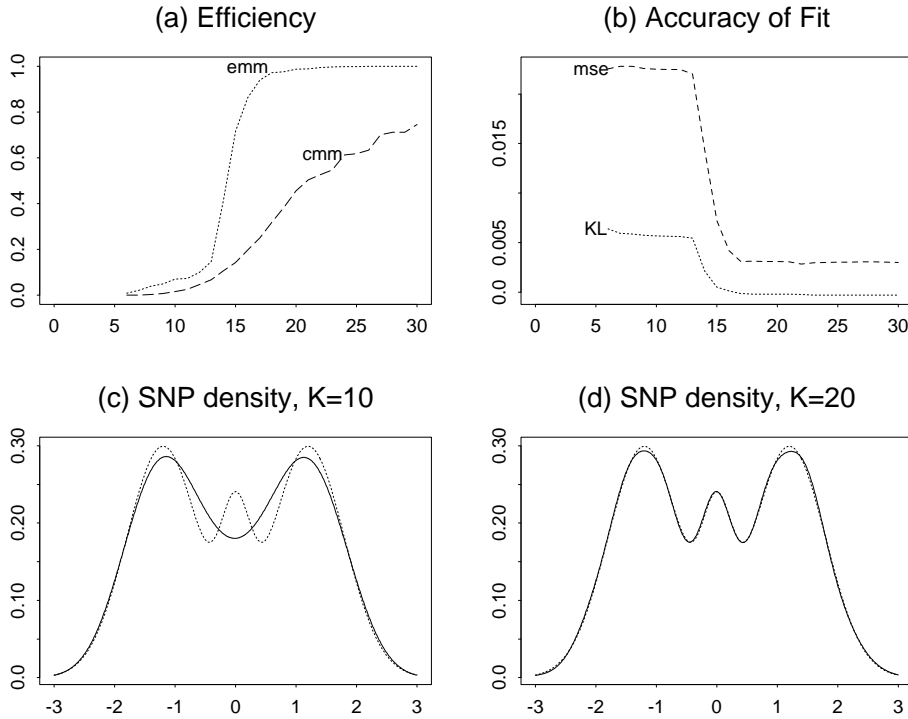 (a) Efficiency
(b) Accuracy of Fit
0.0 0.2 0.4 0.6 0.8 1.0
emm
cmm
0 5 10 15 20 25 30
0.005 0.015
mse
KL
0 5 10 15 20 25 30
(c) SNP density, K=10
(d) SNP density, K=20
0.0 0.10 0.20 0.30
-3 -2 -1 0 1 2 3
0.0 0.10 0.20 0.30
-3 -2 -1 0 1 2 3